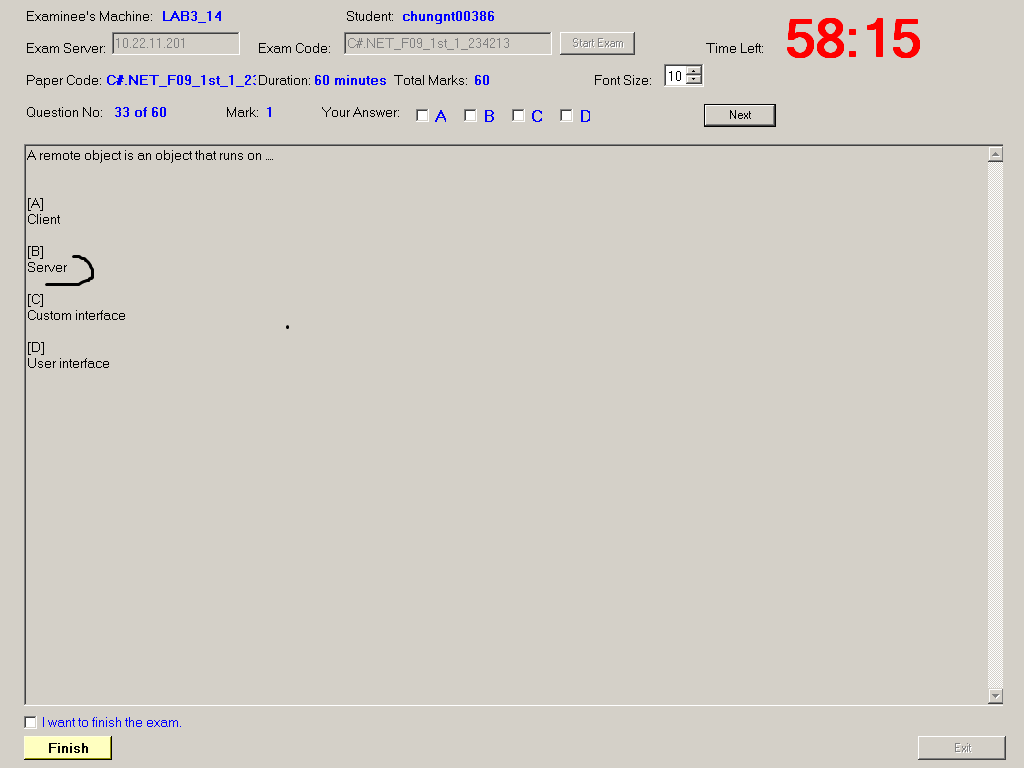 Examinee's Machine: LAB3_14 Student: chungnt00386
Exam Server: 10.22.11.201 Exam Code: C#.NET_F09_1st_1_234213 Start Exam Time Left: 58:15
Paper Code: C#.NET_F09_1st_1_23 Duration: 60 minutes Total Marks: 60 Font Size: 10
Question No: 33 of 60 Mark: 1 Your Answer: A B C D Next
A remote object is an object that runs on ....
[A]
Client
[B]
Server
[C]
Custom interface
[D]
User interface
I want to finish the exam.
Finish Exit